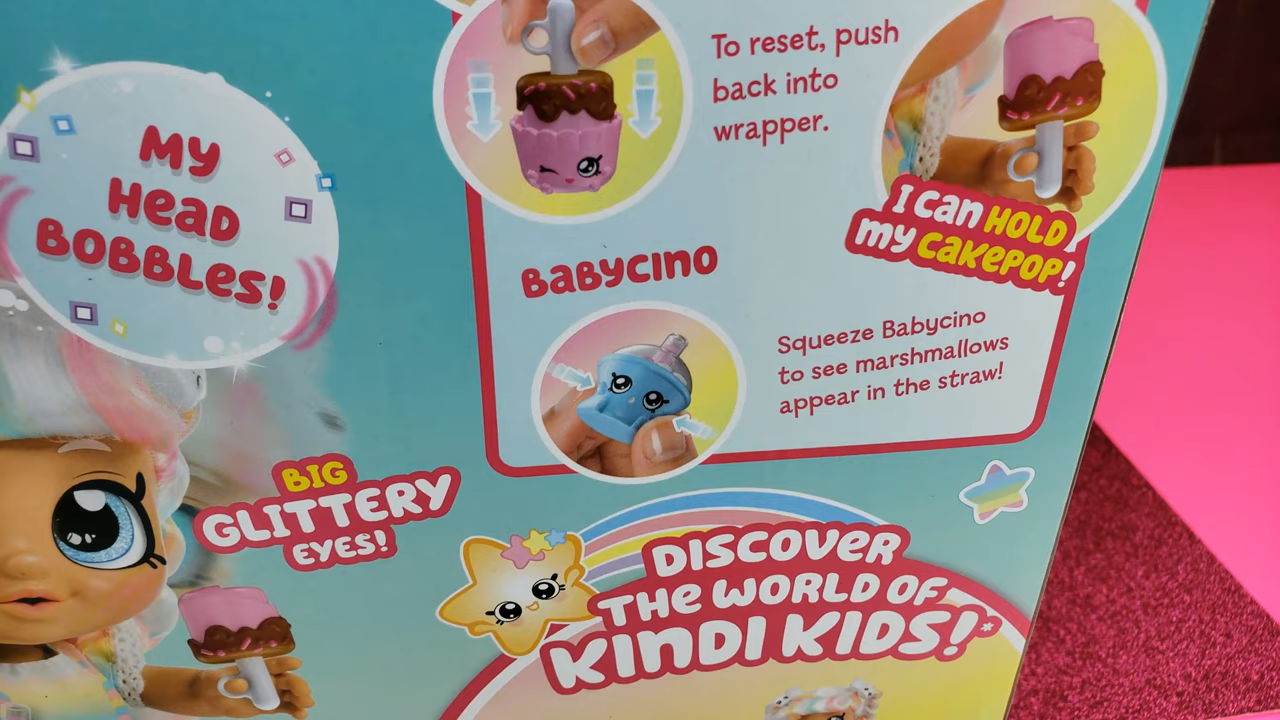 MY
HEAD
BOBBLES!
To reset, push
back into
wrapper.
I CAN HOLD
MY CAKEPOP!
BABYCINO
Squeeze Babycino
to see marshmallows
appear in the straw!
BIG
GLITTERY
EYES!
DISCOVER
THE WORLD OF
KINDI KIDS!*